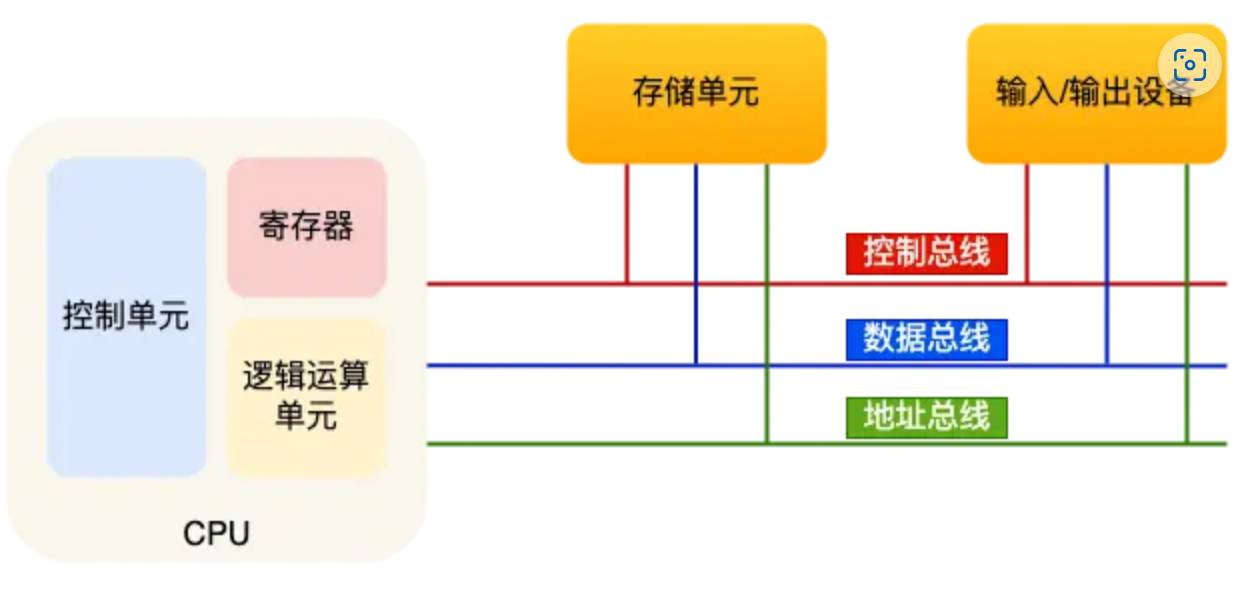 存储单元
输入/输出设备
寄存器
控制单元
逻辑运算
单元
CPU
控制总线
数据总线
地址总线